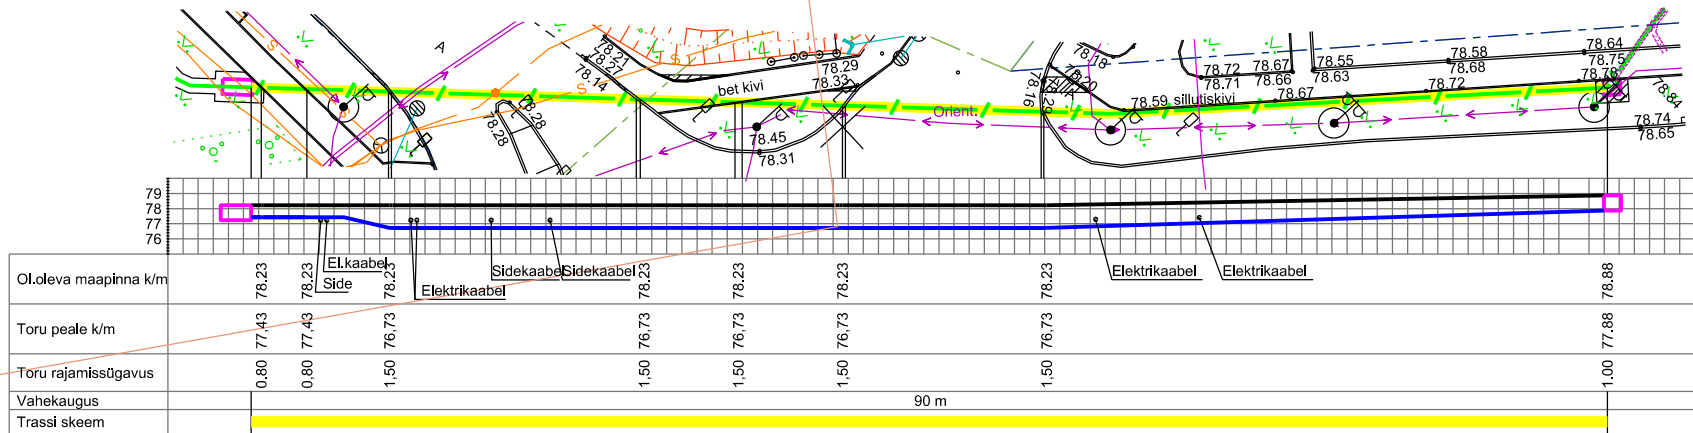 A
S
S
S
S
78.21
78.27
78.14
78.28
78.28
bet kivi
78.29
78.33
78.45
78.31
Orient.
78.18
78.20
78.16
78.59
sillutiskivi
78.72
78.67
78.71
78.66
78.55
78.63
78.67
78.58
78.68
78.72
78.64
78.75
78.78
78.64
78.74
78.65
79
78
77
76
El.kaabel
Side
Elektrikaabel
Sidekaabel
Sidekaabel
Elektrikaabel
Elektrikaabel
Ol.oleva maapinna k/m 78.23 78.23 78.23 78.23 78.23 78.23 78.23 78.88
Toru peale k/m 77,43 77,43 76,73 76,73 76,73 76,73 76,73 77.88
Toru rajamissügavus 0.80 0,80 1,50 1,50 1,50 1,50 1,50 1.00
Vahekaugus 90 m
Trassi skeem